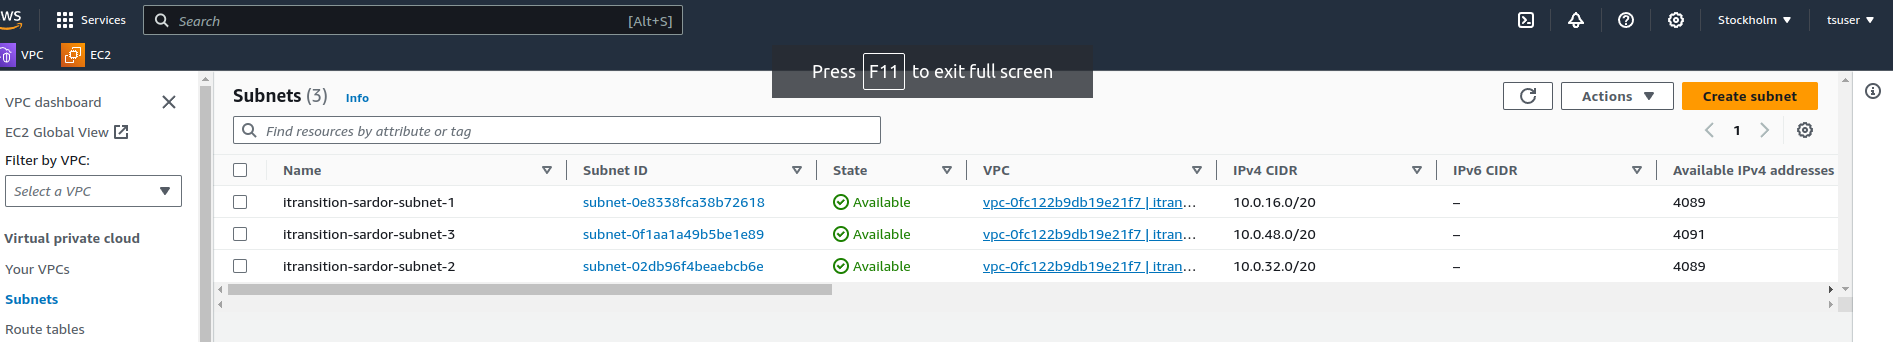 WS
Services
Search
[Alt+S]
Stockholm
tsuser
VPC
EC2
Press F11 to exit full screen
VPC dashboard
EC2 Global View
Filter by VPC:
Select a VPC
Virtual private cloud
Your VPCs
Subnets
Route tables
Subnets (3) Info
Actions
Create subnet
Find resources by attribute or tag
1
Name Subnet ID State VPC IPv4 CIDR IPv6 CIDR Available IPv4 addresses
itransition-sardor-subnet-1 subnet-0e8338fca38b72618 Available vpc-0fc122b9db19e21f7 | itran… 10.0.16.0/20 – 4089
itransition-sardor-subnet-3 subnet-0f1aa1a49b5be1e89 Available vpc-0fc122b9db19e21f7 | itran… 10.0.48.0/20 – 4091
itransition-sardor-subnet-2 subnet-02db96f4beaebcb6e Available vpc-0fc122b9db19e21f7 | itran… 10.0.32.0/20 – 4089